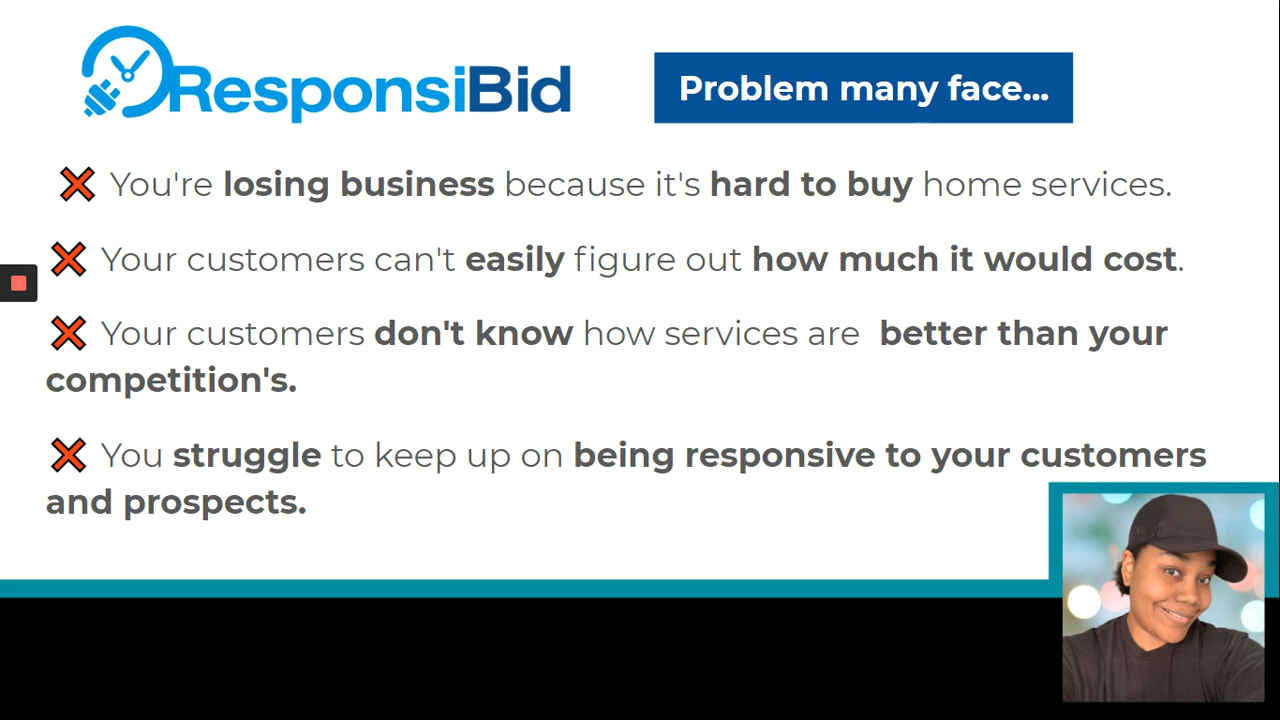 ResponsiBid
Problem many face...
You're losing business because it's hard to buy home services.
Your customers can't easily figure out how much it would cost.
Your customers don't know how services are better than your
competition's.
You struggle to keep up on being responsive to your customers
and prospects.